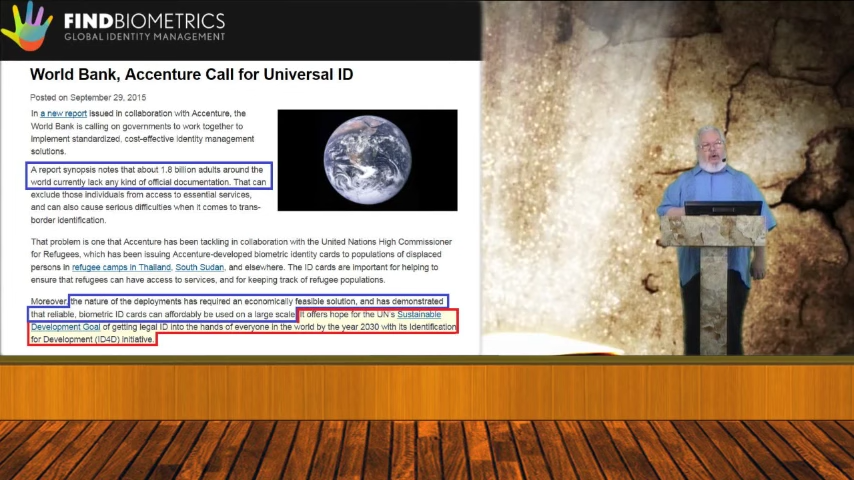 FINDBIOMETRICS
GLOBAL IDENTITY MANAGEMENT
World Bank, Accenture Call for Universal ID
Posted on September 29, 2015
In a new report issued in collaboration with Accenture, the
World Bank is calling on governments to work together to
implement standardized, cost-effective identity management
solutions.
A report synopsis notes that about 1.8 billion adults around the
world currently lack any kind of official documentation. That can
exclude those individuals from access to essential services,
and can also cause serious difficulties when it comes to trans-
border identification.
That problem is one that Accenture has been tackling in collaboration with the United Nations High Commissioner
for Refugees, which has been issuing Accenture-developed biometric identity cards to populations of displaced
persons in refugee camps in Thailand, South Sudan, and elsewhere. The ID cards are important for helping to
ensure that refugees can have access to services, and for keeping track of refugee populations.
Moreover, the nature of the deployments has required an economically feasible solution, and has demonstrated
that reliable, biometric ID cards can affordably be used on a large scale. It offers hope for the UN's Sustainable
Development Goal of getting legal ID into the hands of everyone in the world by the year 2030 with its Identification
for Development (ID4D) initiative.